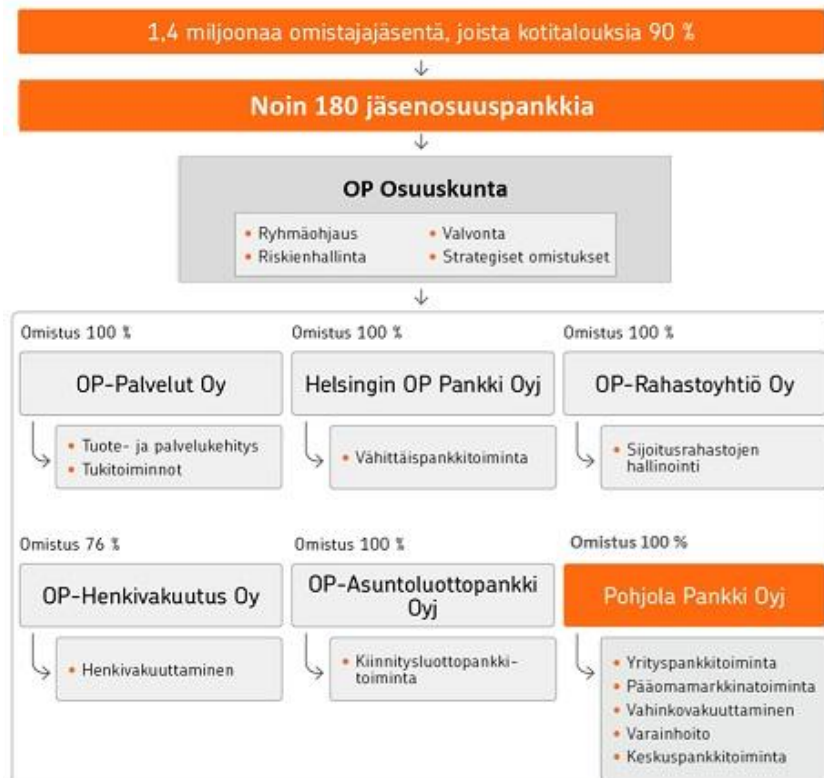 1,4 miljoonaa omistajajäsentä, joista kotitalouksia 90 %
Noin 180 jäsenosuuspankkia
OP Osuuskunta
• Ryhmäohjaus
• Riskienhallinta
• Valvonta
• Strategiset omistukset
Omistus 100 %
OP-Palvelut Oy
• Tuote- ja palvelukehitys
• Tukitoiminnot
Omistus 100 %
Helsingin OP Pankki Oyj
• Vähittäispankkitoiminta
Omistus 100 %
OP-Rahastoyhtiö Oy
• Sijoitusrahastojen
hallinointi
Omistus 76 %
OP-Henkivakuutus Oy
• Henkivakuuttaminen
Omistus 100 %
OP-Asuntoluottopankki
Oyj
• Kiinnitysluottopankki-
toiminta
Omistus 100 %
Pohjola Pankki Oyj
• Yrityspankkitoiminta
• Pääomamarkkinatoiminta
• Vahinkovakuuttaminen
• Varainhoito
• Keskuspankkitoiminta